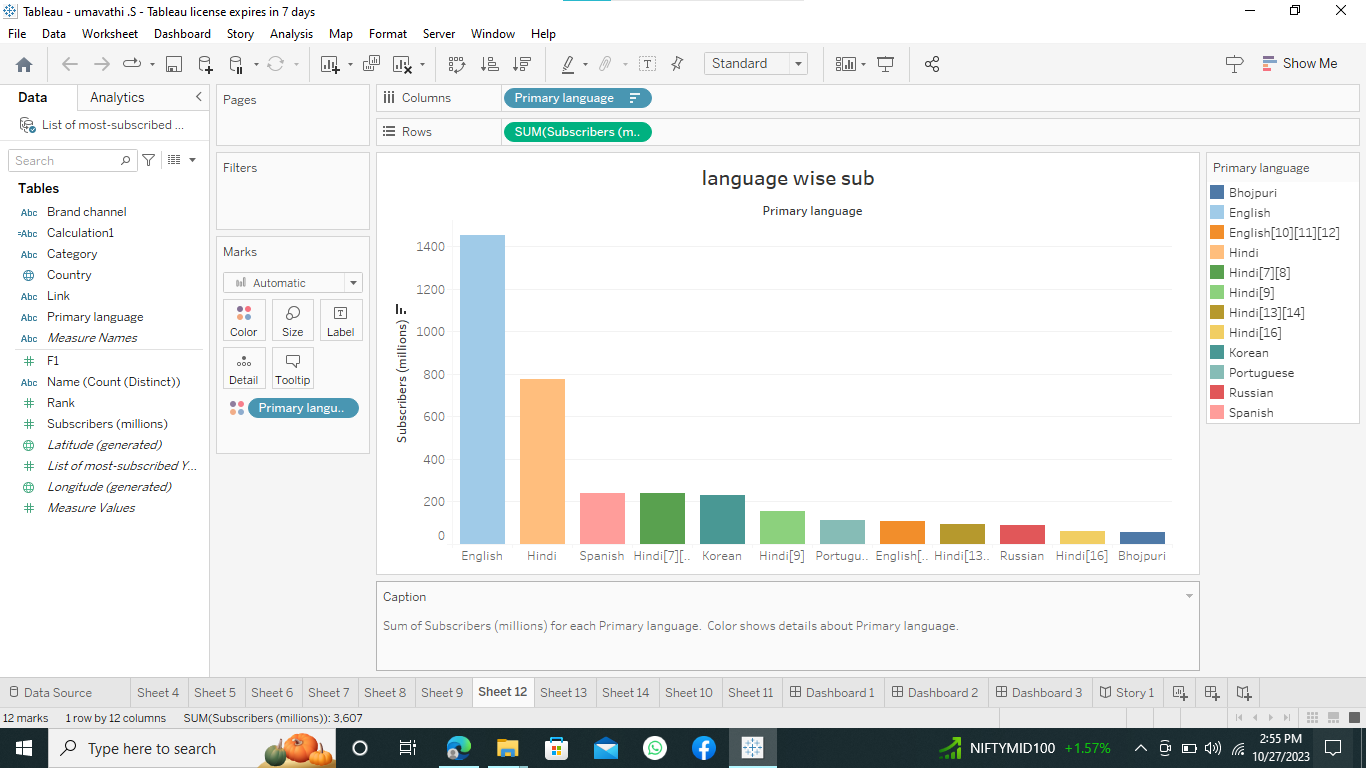 Tableau - umavathi .S - Tableau license expires in 7 days
File Data Worksheet Dashboard Story Analysis Map Format Server Window Help
Standard
Show Me
Data Analytics
List of most-subscribed ...
Search
Tables
Abc Brand channel
=Abc Calculation1
Abc Category
Country
Abc Link
Abc Primary language
Abc Measure Names
# F1
Abc Name (Count (Distinct))
# Rank
# Subscribers (millions)
Latitude (generated)
# List of most-subscribed Y...
Longitude (generated)
# Measure Values
Pages
Filters
Marks
Automatic
Color Size Label
Detail Tooltip
Primary langu..
Columns Primary language
Rows SUM(Subscribers (m..
language wise sub
Primary language
Subscribers (millions)
1400
1200
1000
800
600
400
200
0
English Hindi Spanish Hindi[7][.. Korean Hindi[9] Portugu.. English[.. Hindi[13.. Russian Hindi[16] Bhojpuri
Primary language
Bhojpuri
English
English[10][11][12]
Hindi
Hindi[7][8]
Hindi[9]
Hindi[13][14]
Hindi[16]
Korean
Portuguese
Russian
Spanish
Caption
Sum of Subscribers (millions) for each Primary language. Color shows details about Primary language.
Data Source Sheet 4 Sheet 5 Sheet 6 Sheet 7 Sheet 8 Sheet 9 Sheet 12 Sheet 13 Sheet 14 Sheet 10 Sheet 11 Dashboard 1 Dashboard 2 Dashboard 3 Story 1
12 marks 1 row by 12 columns SUM(Subscribers (millions)): 3,607
Type here to search
NIFTYMID100 +1.57%
2:55 PM
10/27/2023